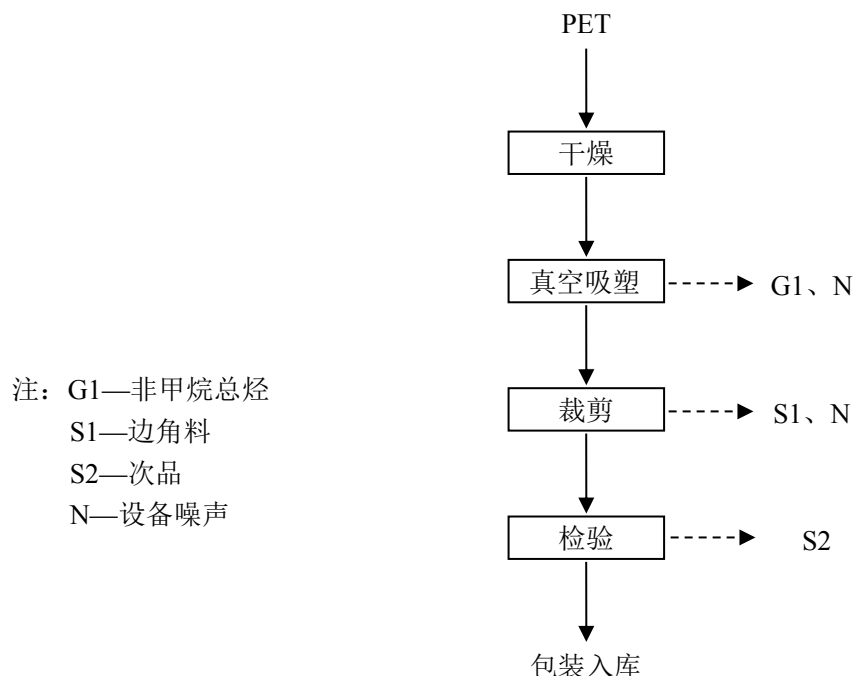 PET
干燥
真空吸塑
G1、N
注：G1—非甲烷总烃
裁剪
S1、N
S1—边角料
S2—次品
N—设备噪声
检验
S2
包装入库